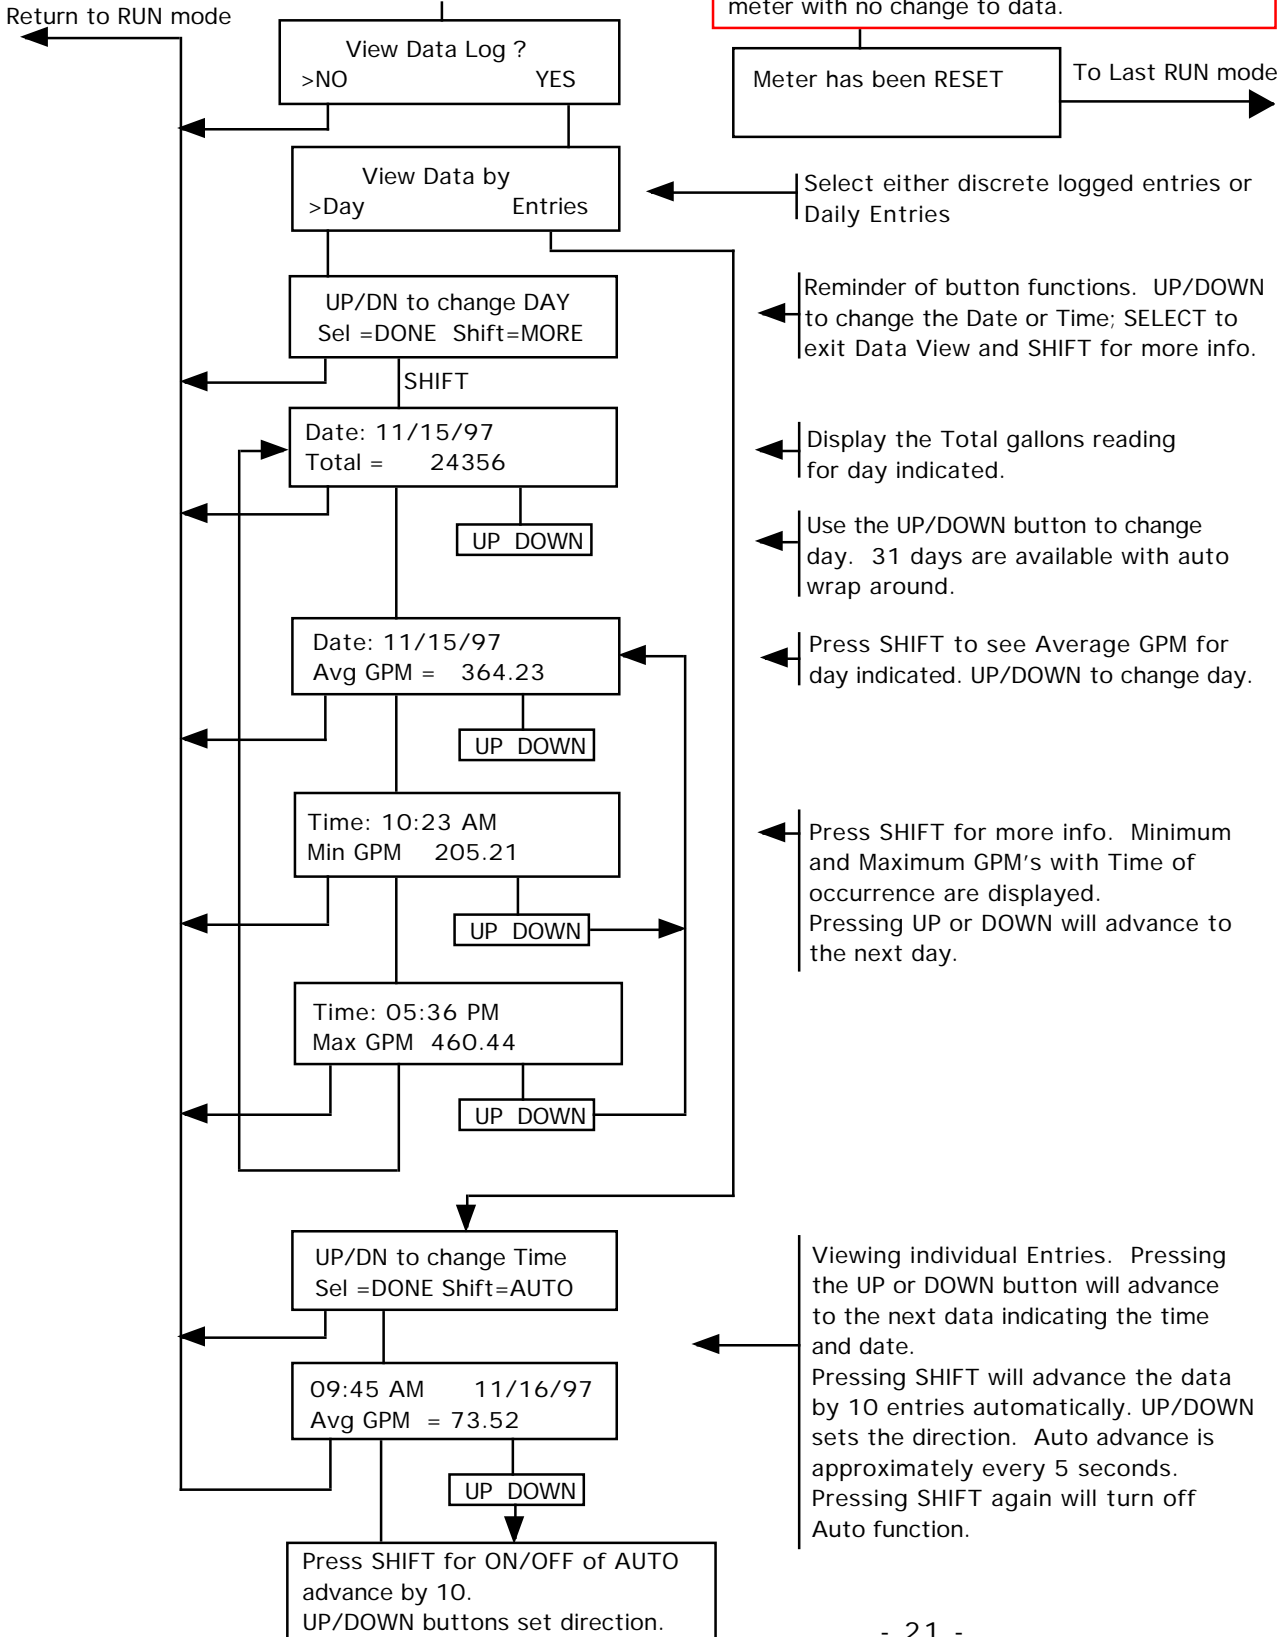 Return to RUN mode
meter with no change to data.
View Data Log ?
>NO YES
Meter has been RESET
To Last RUN mode
View Data by
>Day Entries
Select either discrete logged entries or
Daily Entries
UP/DN to change DAY
Sel =DONE Shift=MORE
Reminder of button functions. UP/DOWN
to change the Date or Time; SELECT to
exit Data View and SHIFT for more info.
SHIFT
Date: 11/15/97
Total = 24356
Display the Total gallons reading
for day indicated.
UP DOWN
Use the UP/DOWN button to change
day. 31 days are available with auto
wrap around.
Date: 11/15/97
Avg GPM = 364.23
Press SHIFT to see Average GPM for
day indicated. UP/DOWN to change day.
UP DOWN
Time: 10:23 AM
Min GPM 205.21
Press SHIFT for more info. Minimum
and Maximum GPM's with Time of
occurrence are displayed.
Pressing UP or DOWN will advance to
the next day.
UP DOWN
Time: 05:36 PM
Max GPM 460.44
UP DOWN
UP/DN to change Time
Sel =DONE Shift=AUTO
Viewing individual Entries. Pressing
the UP or DOWN button will advance
to the next data indicating the time
and date.
Pressing SHIFT will advance the data
by 10 entries automatically. UP/DOWN
sets the direction. Auto advance is
approximately every 5 seconds.
Pressing SHIFT again will turn off
Auto function.
09:45 AM 11/16/97
Avg GPM = 73.52
UP DOWN
Press SHIFT for ON/OFF of AUTO
advance by 10.
UP/DOWN buttons set direction.
- 21 -